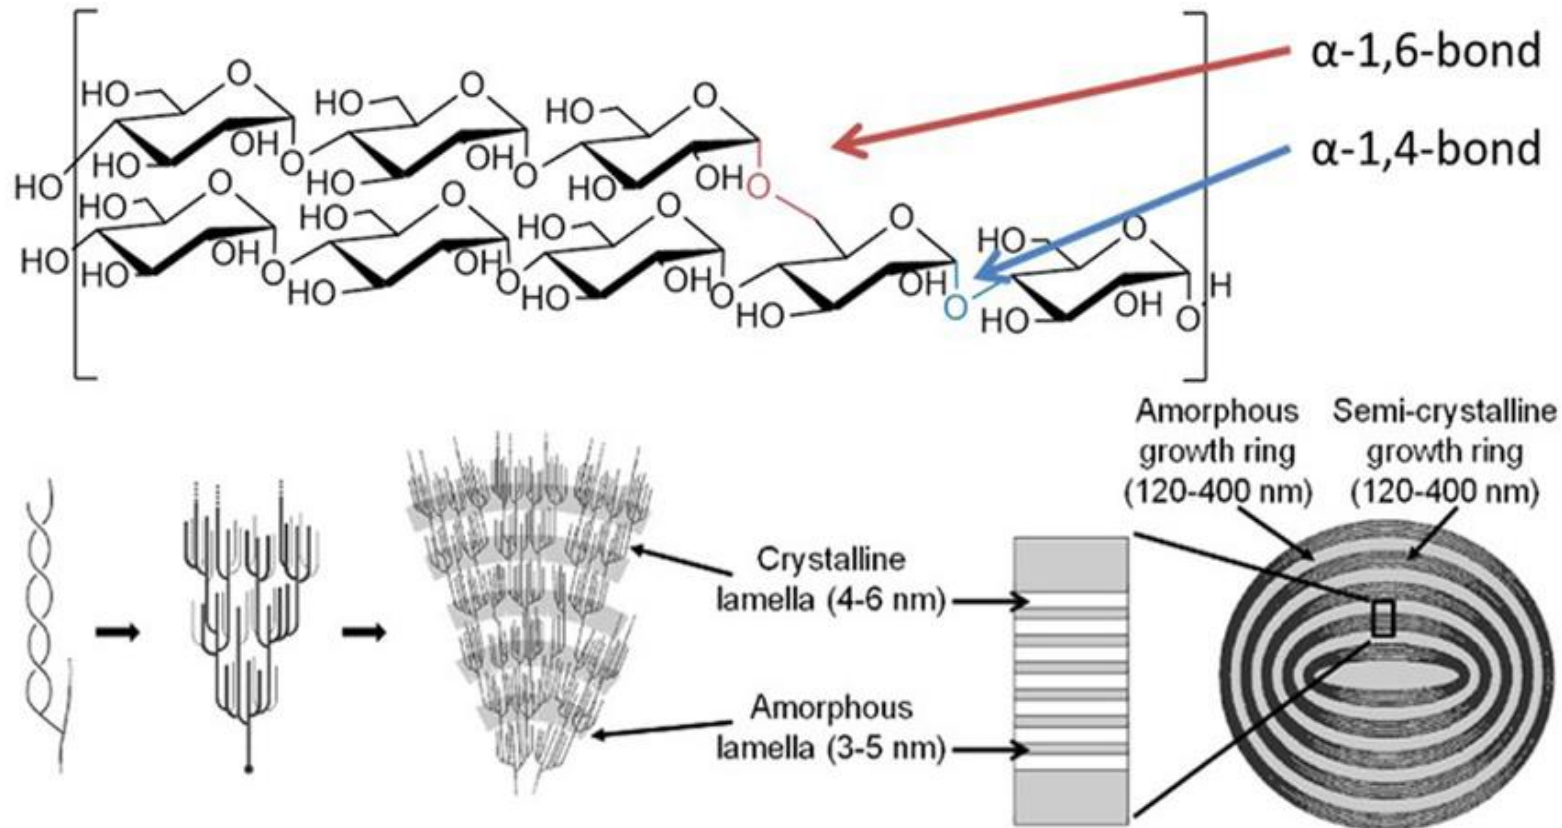 α-1,6-bond
α-1,4-bond
HO O HO O HO O
HO OH O HO OH O HO OH O
HO
HO O HO O HO O O HO O
HO HO OH O HO OH O HO OH O HO OH O HO OH O H
Amorphous
growth ring
(120-400 nm)
Semi-crystalline
growth ring
(120-400 nm)
Crystalline
lamella (4-6 nm)
Amorphous
lamella (3-5 nm)